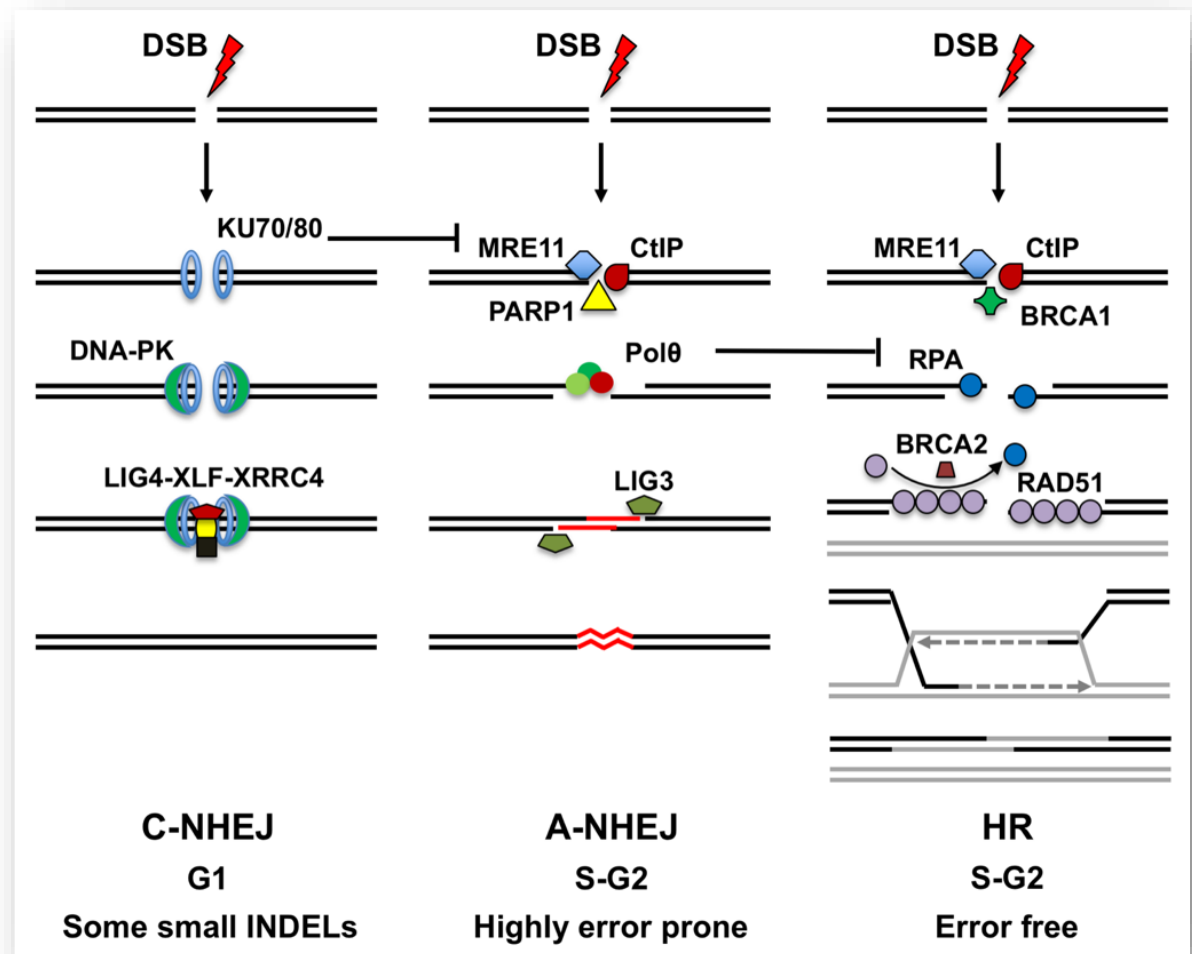 DSB
KU70/80
DNA-PK
LIG4-XLF-XRRC4
C-NHEJ
G1
Some small INDELs
DSB
MRE11
CtIP
PARP1
Polθ
LIG3
A-NHEJ
S-G2
Highly error prone
DSB
MRE11
CtIP
BRCA1
RPA
BRCA2
RAD51
HR
S-G2
Error free